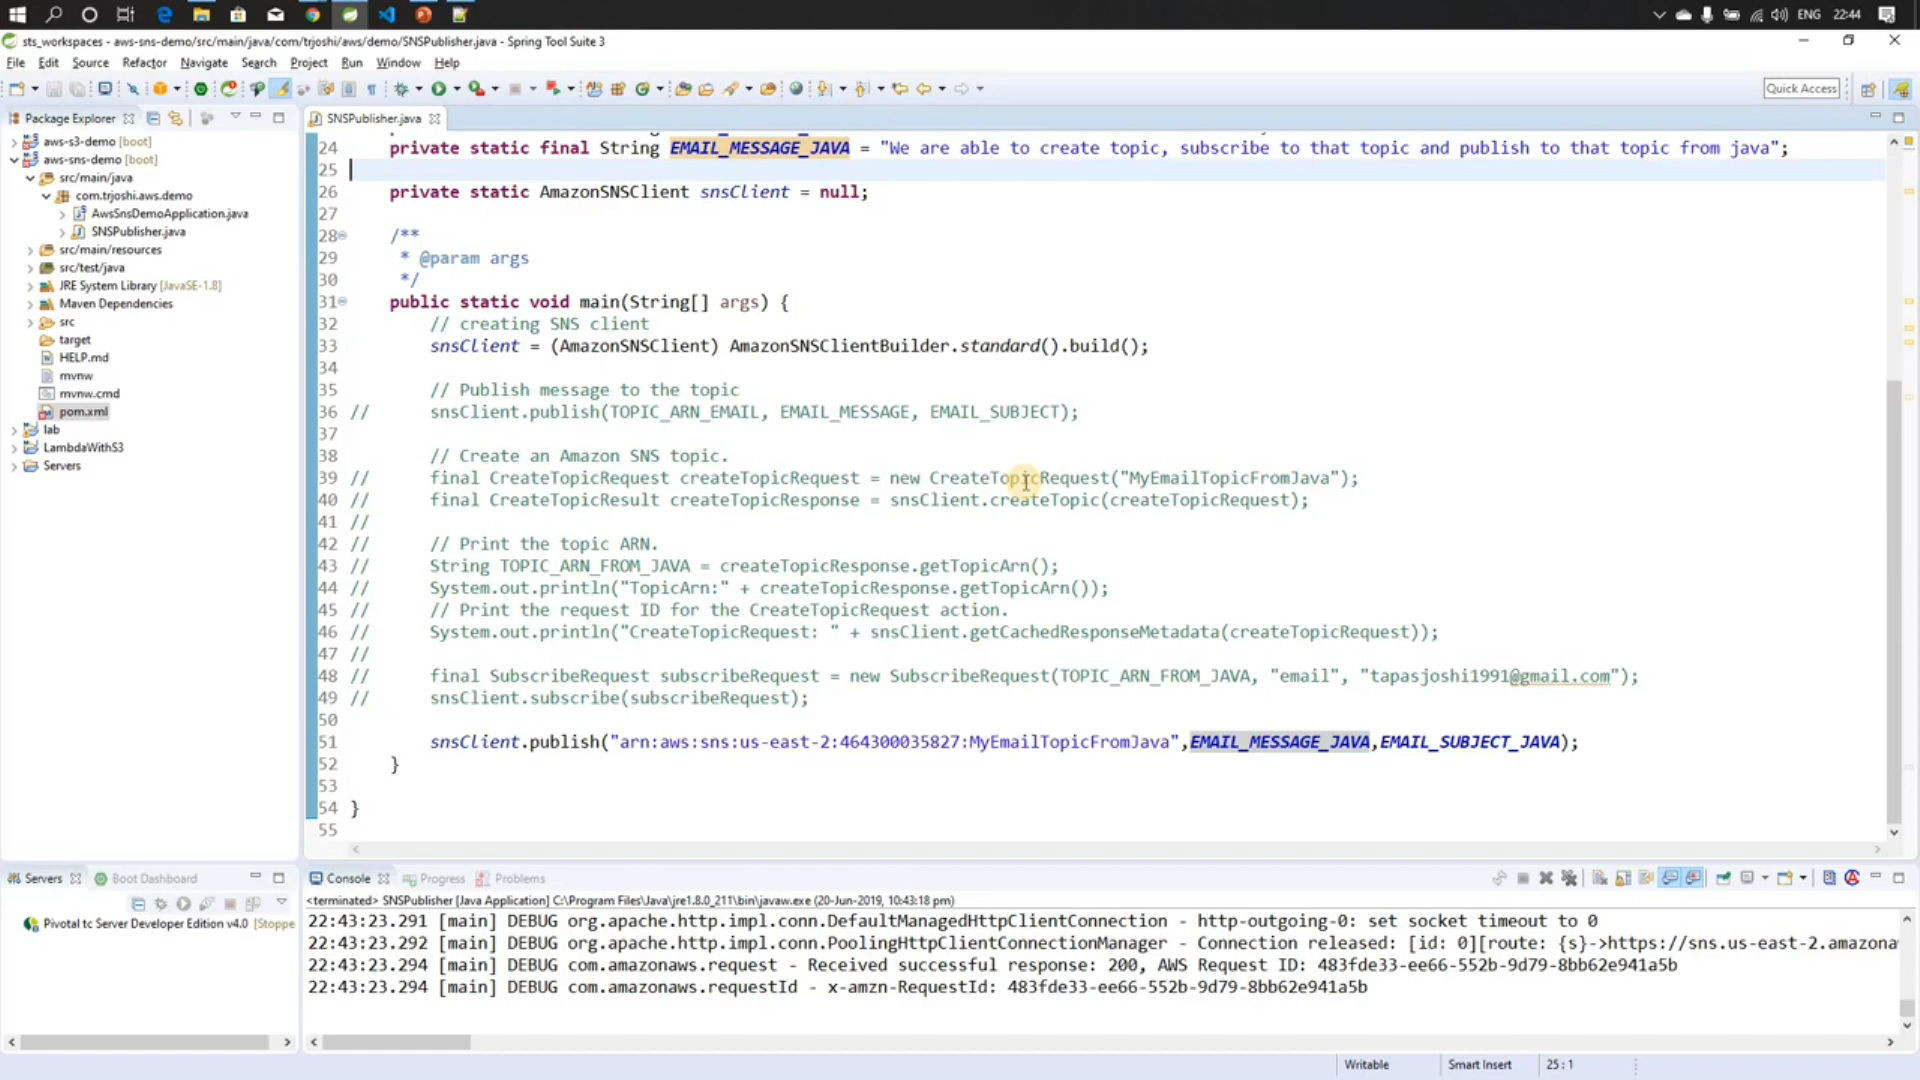 ENG
22:44
sts_workspaces - aws-sns-demo/src/main/java/com/trjoshi/aws/demo/SNSPublisher.java - Spring Tool Suite 3
File Edit Source Refactor Navigate Search Project Run Window Help
Quick Access
Package Explorer
aws-s3-demo [boot]
aws-sns-demo [boot]
src/main/java
com.trjoshi.aws.demo
AwsSnsDemoApplication.java
SNSPublisher.java
src/main/resources
src/test/java
JRE System Library [JavaSE-1.8]
Maven Dependencies
src
target
HELP.md
mvnw
mvnw.cmd
pom.xml
lab
LambdaWithS3
Servers
SNSPublisher.java
24 private static final String EMAIL_MESSAGE_JAVA = "We are able to create topic, subscribe to that topic and publish to that topic from java";
25
26 private static AmazonSNSClient snsClient = null;
27
28 /**
29 * @param args
30 */
31 public static void main(String[] args) {
32 // creating SNS client
33 snsClient = (AmazonSNSClient) AmazonSNSClientBuilder.standard().build();
34
35 // Publish message to the topic
36 // snsClient.publish(TOPIC_ARN_EMAIL, EMAIL_MESSAGE, EMAIL_SUBJECT);
37
38 // Create an Amazon SNS topic.
39 // final CreateTopicRequest createTopicRequest = new CreateTopicRequest("MyEmailTopicFromJava");
40 // final CreateTopicResult createTopicResponse = snsClient.createTopic(createTopicRequest);
41 //
42 // // Print the topic ARN.
43 // String TOPIC_ARN_FROM_JAVA = createTopicResponse.getTopicArn();
44 // System.out.println("TopicArn:" + createTopicResponse.getTopicArn());
45 // // Print the request ID for the CreateTopicRequest action.
46 // System.out.println("CreateTopicRequest: " + snsClient.getCachedResponseMetadata(createTopicRequest));
47 //
48 // final SubscribeRequest subscribeRequest = new SubscribeRequest(TOPIC_ARN_FROM_JAVA, "email", "tapasjoshi1991@gmail.com");
49 // snsClient.subscribe(subscribeRequest);
50
51 snsClient.publish("arn:aws:sns:us-east-2:464300035827:MyEmailTopicFromJava",EMAIL_MESSAGE_JAVA,EMAIL_SUBJECT_JAVA);
52 }
53
54 }
55
Servers Boot Dashboard
Pivotal tc Server Developer Edition v4.0 [Stoppe
Console Progress Problems
<terminated> SNSPublisher [Java Application] C:\Program Files\Java\jre1.8.0_211\bin\javaw.exe (20-Jun-2019, 10:43:18 pm)
22:43:23.291 [main] DEBUG org.apache.http.impl.conn.DefaultManagedHttpClientConnection - http-outgoing-0: set socket timeout to 0
22:43:23.292 [main] DEBUG org.apache.http.impl.conn.PoolingHttpClientConnectionManager - Connection released: [id: 0][route: {s}->https://sns.us-east-2.amazona
22:43:23.294 [main] DEBUG com.amazonaws.request - Received successful response: 200, AWS Request ID: 483fde33-ee66-552b-9d79-8bb62e941a5b
22:43:23.294 [main] DEBUG com.amazonaws.requestId - x-amzn-RequestId: 483fde33-ee66-552b-9d79-8bb62e941a5b
Writable
Smart Insert
25 : 1